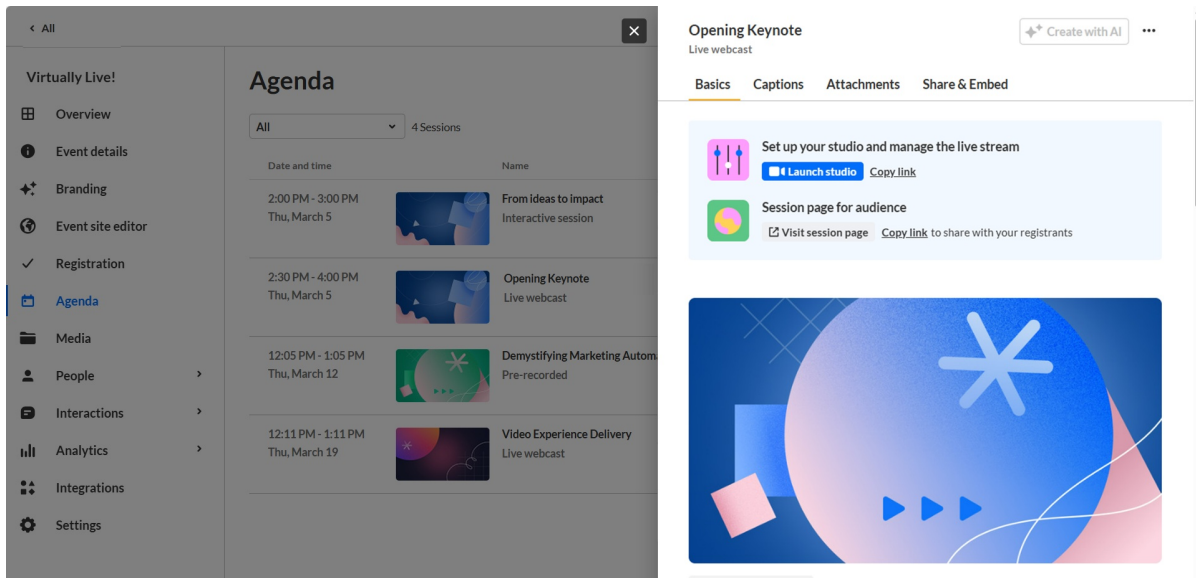 All
Virtually Live!
Overview
Event details
Branding
Event site editor
Registration
Agenda
Media
People
Interactions
Analytics
Integrations
Settings
Agenda
All
4 Sessions
Date and time
Name
2:00 PM - 3:00 PM
Thu, March 5
From ideas to impact
Interactive session
2:30 PM - 4:00 PM
Thu, March 5
Opening Keynote
Live webcast
12:05 PM - 1:05 PM
Thu, March 12
Demystifying Marketing Autom
Pre-recorded
12:11 PM - 1:11 PM
Thu, March 19
Video Experience Delivery
Live webcast
Opening Keynote
Live webcast
Create with AI
Basics Captions Attachments Share & Embed
Set up your studio and manage the live stream
Launch studio Copy link
Session page for audience
Visit session page Copy link to share with your registrants